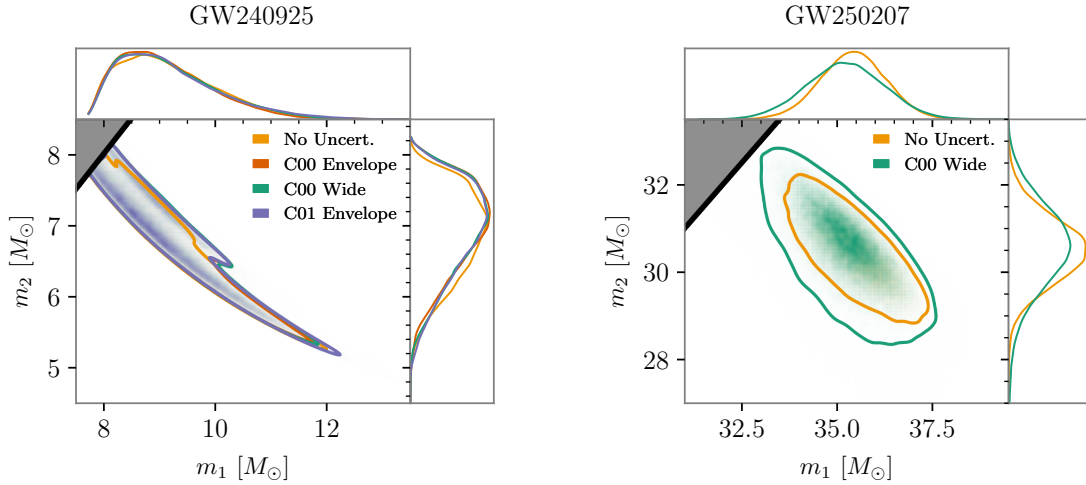 GW240925
GW250207
No Uncert.
C00 Envelope
C00 Wide
C01 Envelope
8
7
6
5
m₂ [M⊙]
8
10
12
m₁ [M⊙]
No Uncert.
C00 Wide
32
30
28
m₂ [M⊙]
32.5
35.0
37.5
m₁ [M⊙]